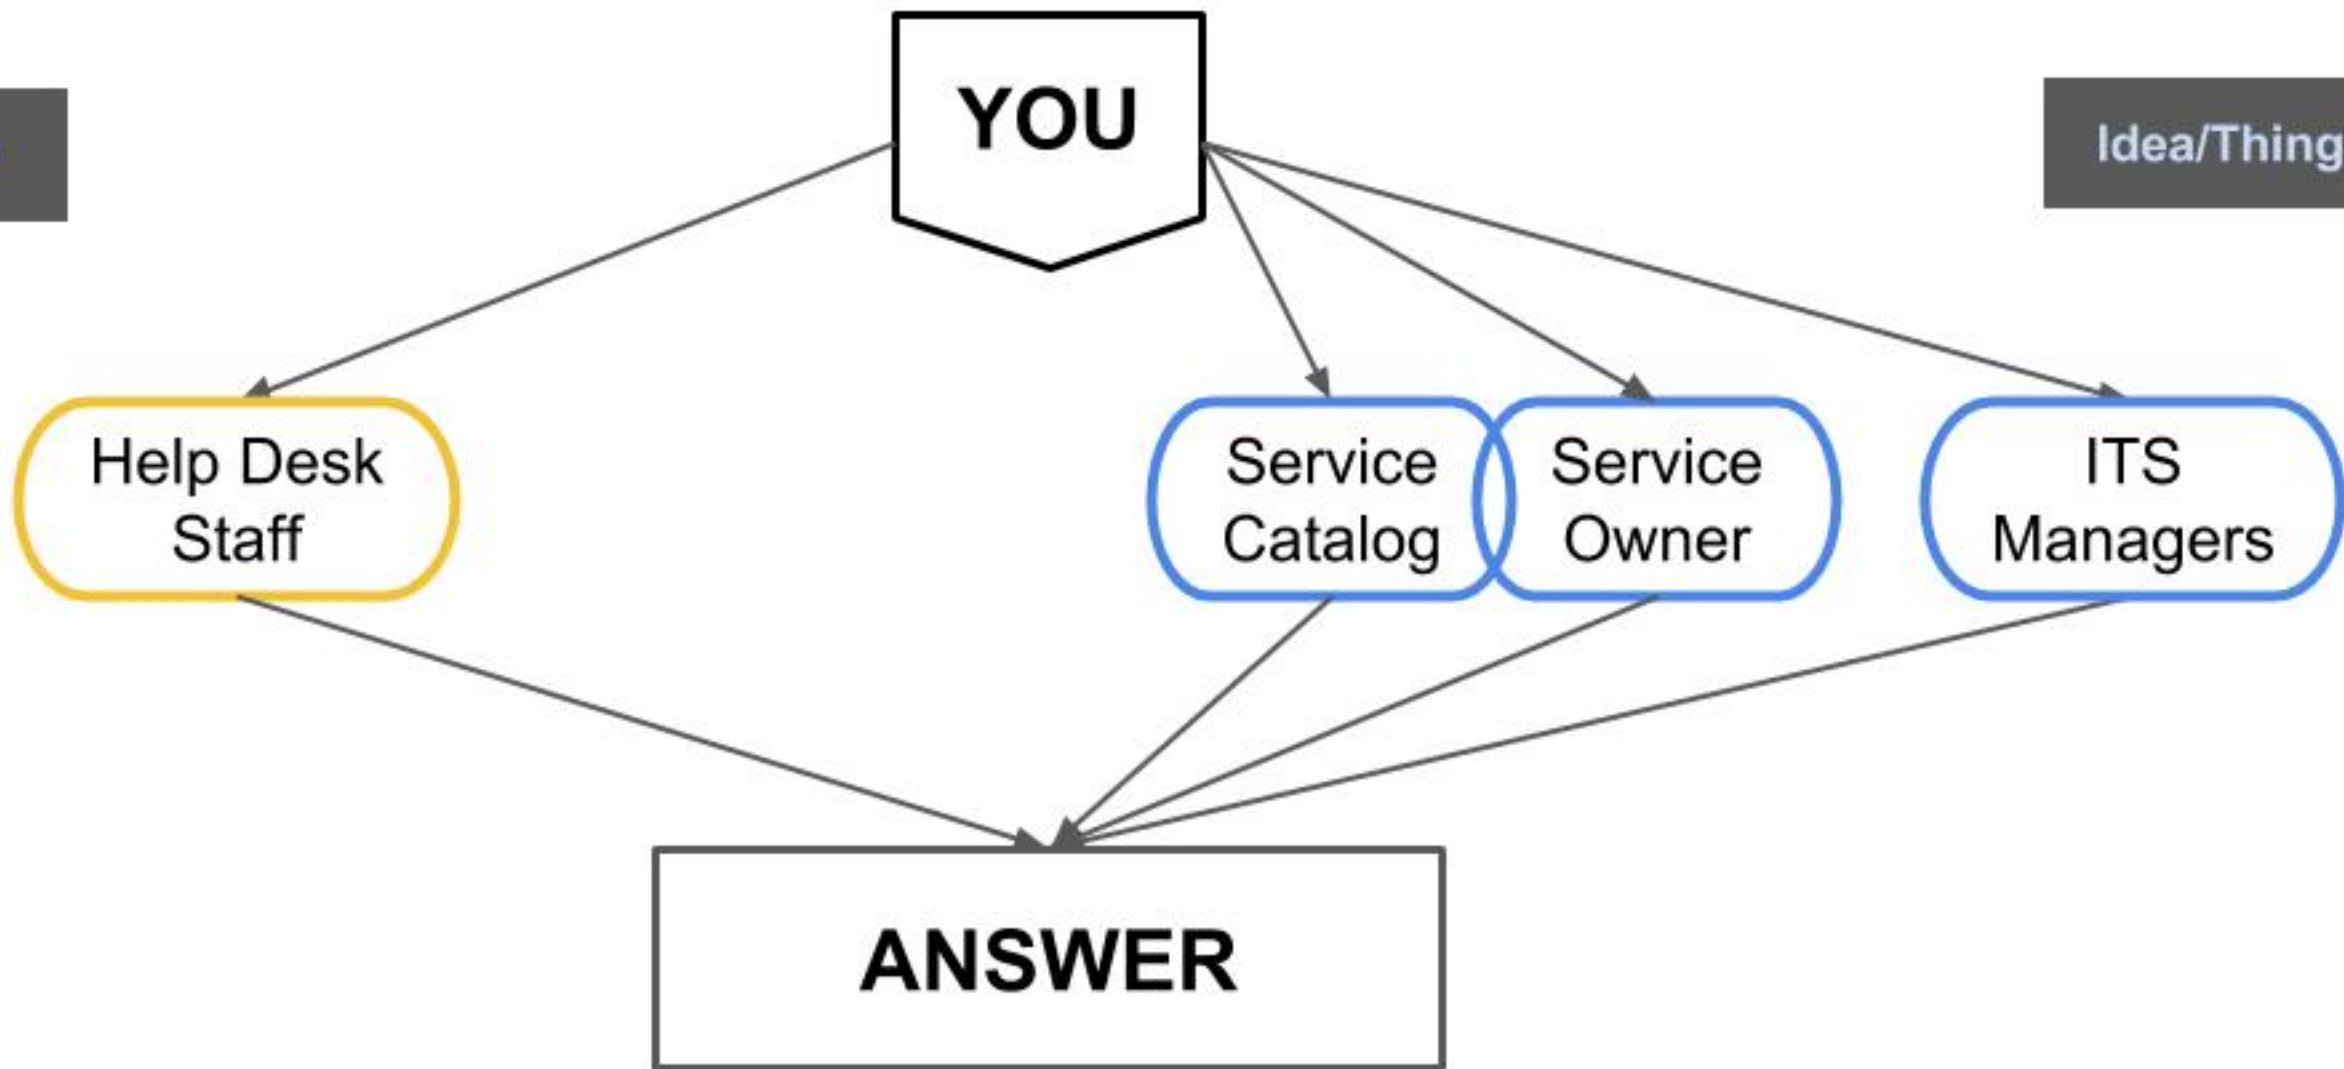 YOU
Idea/Thing
Help Desk
Staff
Service
Catalog
Service
Owner
ITS
Managers
ANSWER